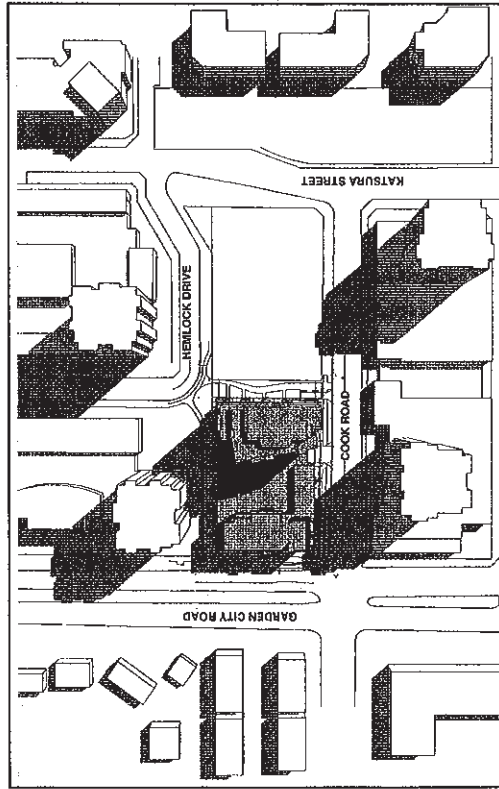 KATSURA STREET
HEMLOCK DRIVE
COOK ROAD
GARDEN CITY ROAD